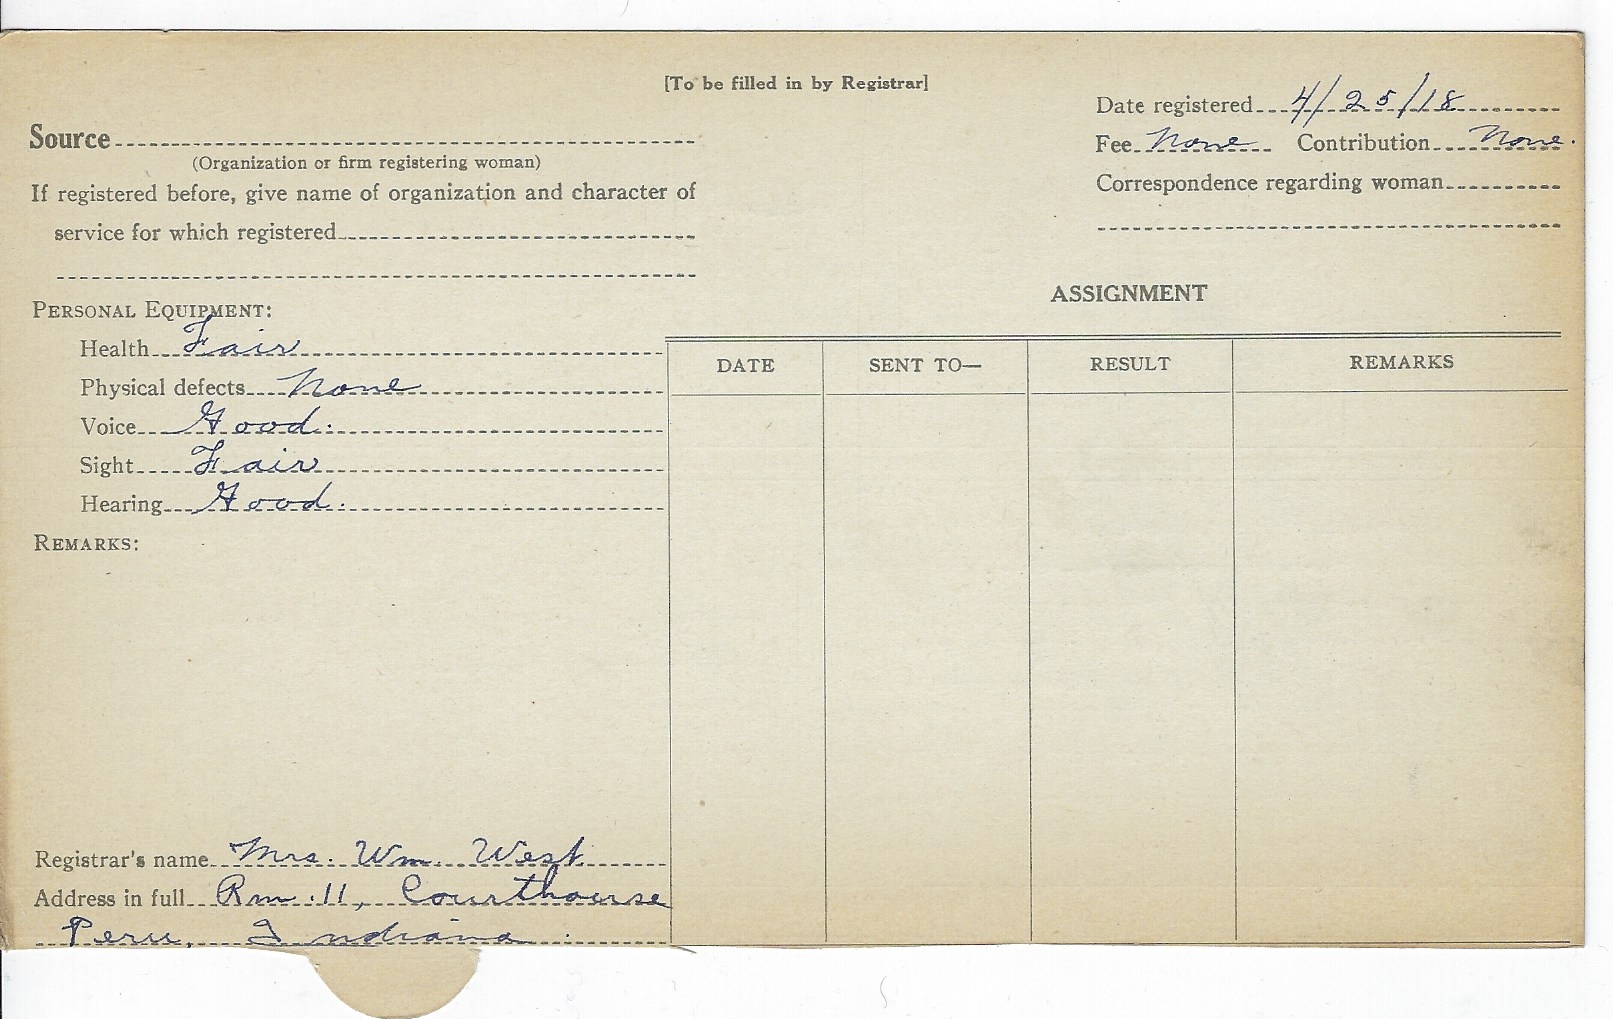 [To be filled in by Registrar]
Date registered 4/25/18
Source
(Organization or firm registering woman)
Fee None Contribution None.
If registered before, give name of organization and character of
service for which registered
Correspondence regarding woman
PERSONAL EQUIPMENT:
Health Fair
Physical defects None
Voice Good.
Sight Fair
Hearing Good.
REMARKS:
ASSIGNMENT
DATE SENT TO— RESULT REMARKS
Registrar's name Mrs. Wm. West
Address in full Rm. 11, Courthouse
Peru, Indiana.